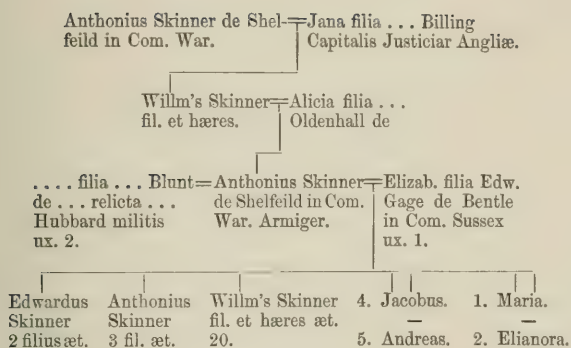 Anthonius Skinner de Shel-
feild in Com. War.
Jana filia . . . Billing
Capitalis Justiciar Angliæ.
Willm's Skinner
fil. et hæres.
Alicia filia . . .
Oldenhall de
. . . . filia . . . Blunt
de . . . relicta . . .
Hubbard militis
ux. 2.
Anthonius Skinner
de Shelfeild in Com.
War. Armiger.
Elizab. filia Edw.
Gage de Bentle
in Com. Sussex
ux. 1.
Edwardus
Skinner
2 filius æt.
Anthonius
Skinner
3 fil. æt.
Willm's Skinner
fil. et hæres æt.
20.
4. Jacobus.
5. Andreas.
1. Maria.
2. Elianora.